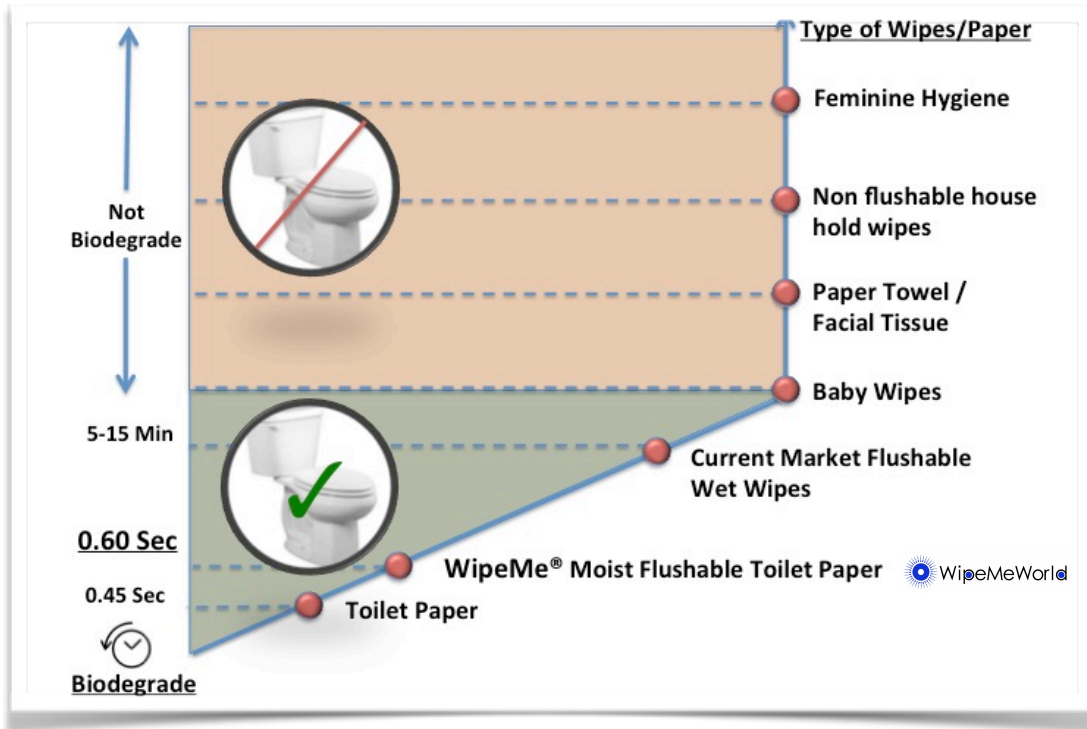 Type of Wipes/Paper
Feminine Hygiene
Not
Biodegrade
Non flushable house
hold wipes
Paper Towel /
Facial Tissue
Baby Wipes
5-15 Min
Current Market Flushable
Wet Wipes
0.60 Sec
WipeMe® Moist Flushable Toilet Paper
WipeMeWorld
0.45 Sec
Toilet Paper
Biodegrade